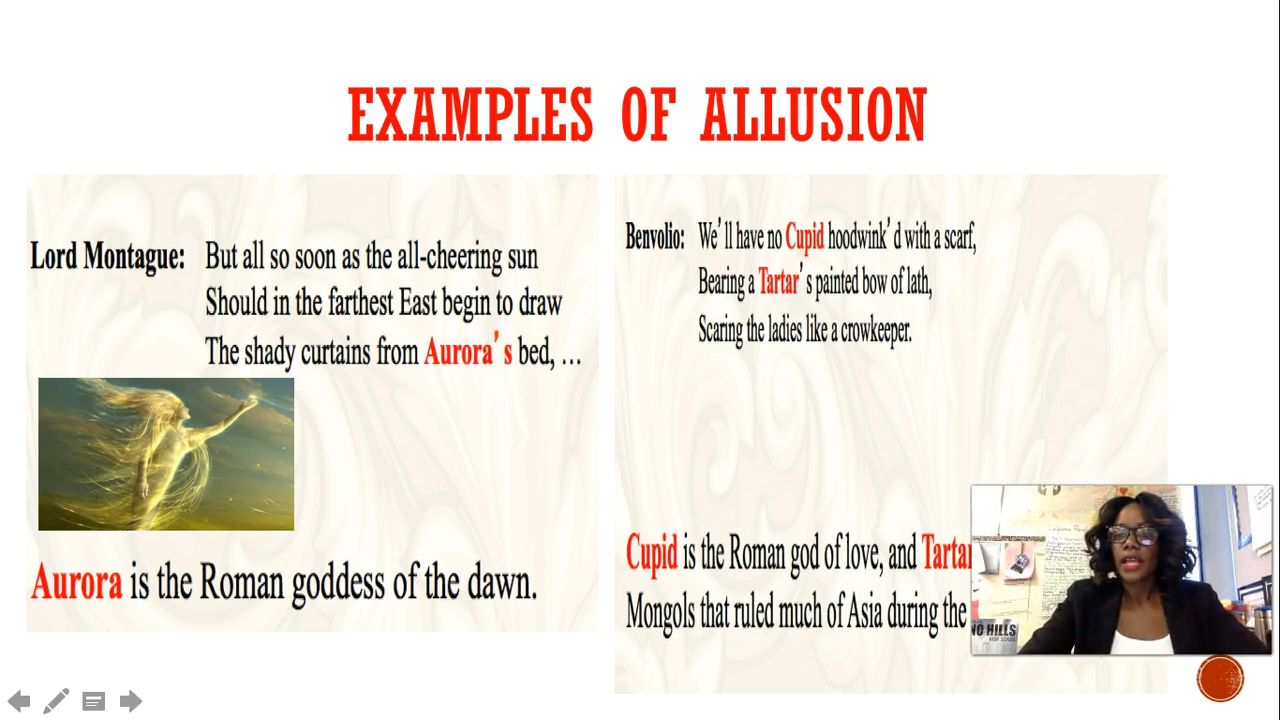 EXAMPLES OF ALLUSION
Lord Montague: But all so soon as the all-cheering sun
Should in the farthest East begin to draw
The shady curtains from Aurora's bed, …
Aurora is the Roman goddess of the dawn.
Benvolio: We'll have no Cupid hoodwink'd with a scarf,
Bearing a Tartar's painted bow of lath,
Scaring the ladies like a crowkeeper.
Cupid is the Roman god of love, and Tartar
Mongols that ruled much of Asia during the
NO HILLS